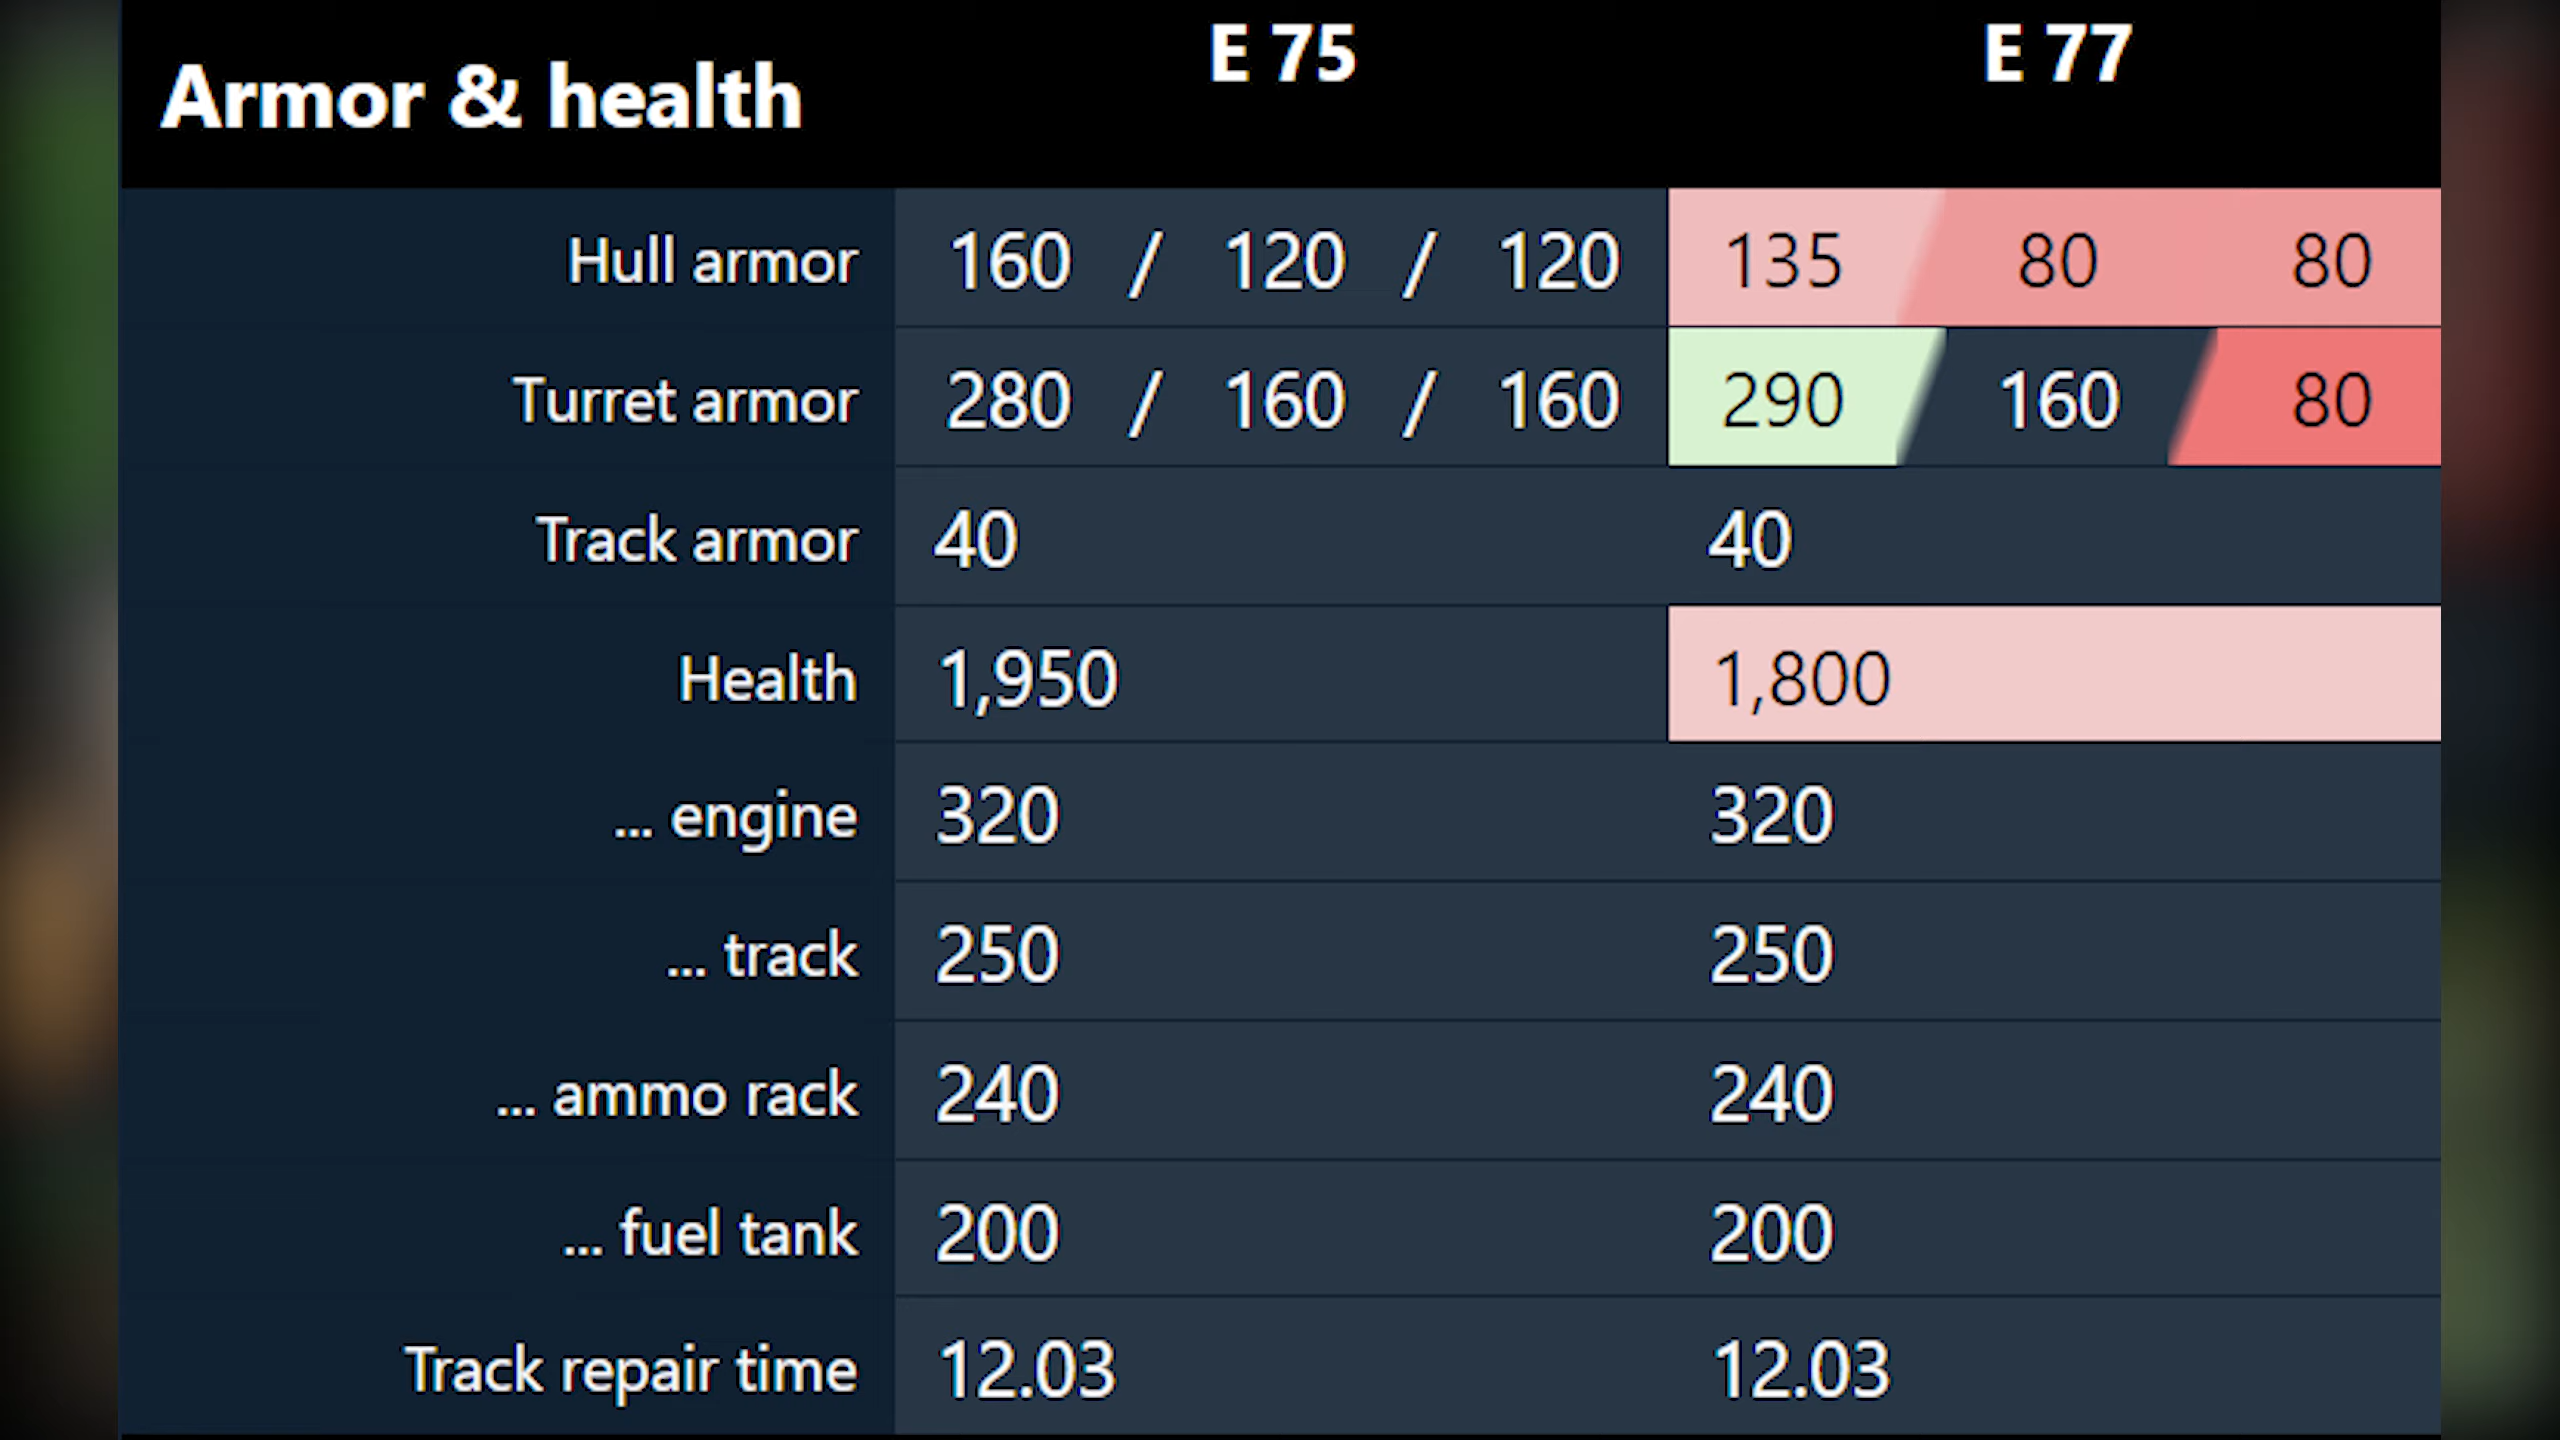 Armor & health E 75 E 77
Hull armor 160 / 120 / 120 135 80 80
Turret armor 280 / 160 / 160 290 160 80
Track armor 40 40
Health 1,950 1,800
... engine 320 320
... track 250 250
... ammo rack 240 240
... fuel tank 200 200
Track repair time 12.03 12.03